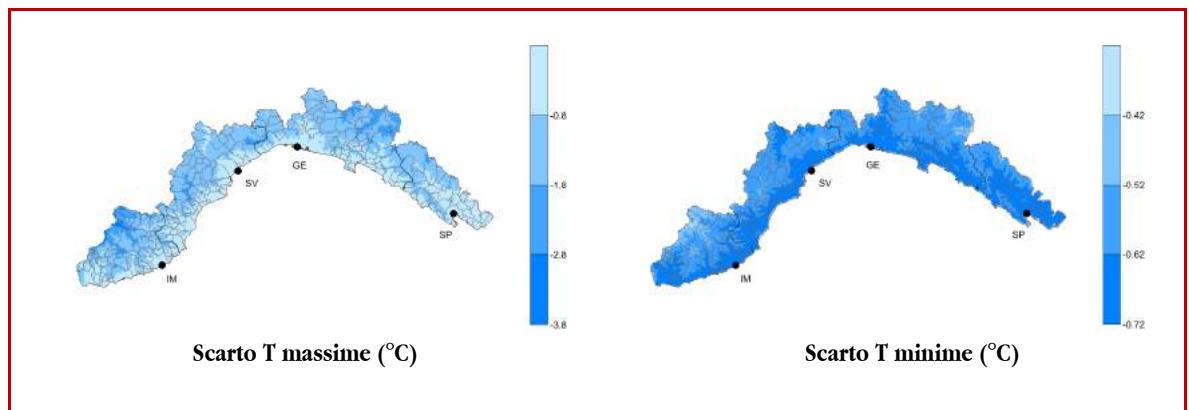 -0.8
-1.8
-2.8
-3.8
GE
SV
SP
IM
Scarto T massime (°C)
-0.42
-0.52
-0.62
-0.72
GE
SV
SP
IM
Scarto T minime (°C)